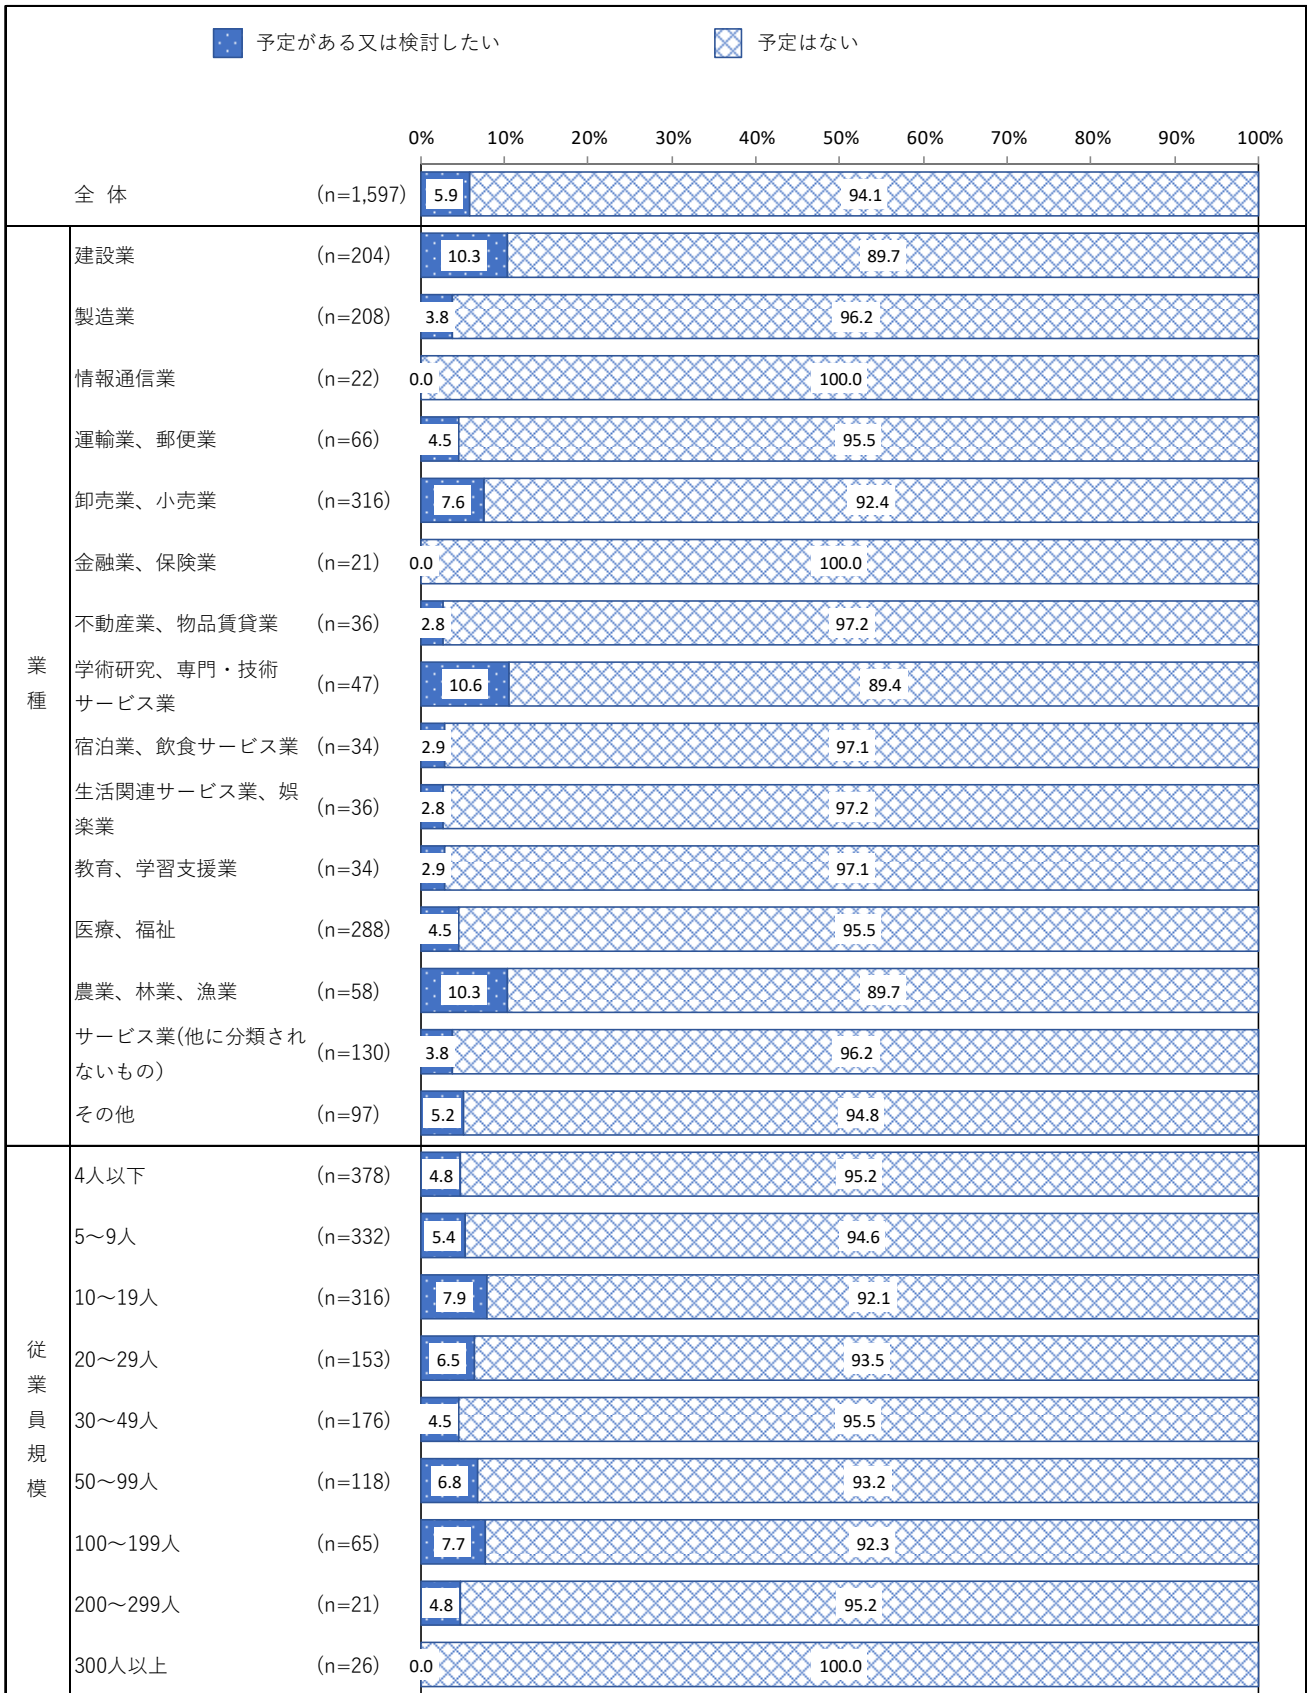 予定がある又は検討したい 予定はない
0% 10% 20% 30% 40% 50% 60% 70% 80% 90% 100%
全 体 (n=1,597) 5.9 94.1
業種
建設業 (n=204) 10.3 89.7
製造業 (n=208) 3.8 96.2
情報通信業 (n=22) 0.0 100.0
運輸業、郵便業 (n=66) 4.5 95.5
卸売業、小売業 (n=316) 7.6 92.4
金融業、保険業 (n=21) 0.0 100.0
不動産業、物品賃貸業 (n=36) 2.8 97.2
学術研究、専門・技術
サービス業 (n=47) 10.6 89.4
宿泊業、飲食サービス業 (n=34) 2.9 97.1
生活関連サービス業、娯
楽業 (n=36) 2.8 97.2
教育、学習支援業 (n=34) 2.9 97.1
医療、福祉 (n=288) 4.5 95.5
農業、林業、漁業 (n=58) 10.3 89.7
サービス業(他に分類され
ないもの） (n=130) 3.8 96.2
その他 (n=97) 5.2 94.8
従業員規模
4人以下 (n=378) 4.8 95.2
5～9人 (n=332) 5.4 94.6
10～19人 (n=316) 7.9 92.1
20～29人 (n=153) 6.5 93.5
30～49人 (n=176) 4.5 95.5
50～99人 (n=118) 6.8 93.2
100～199人 (n=65) 7.7 92.3
200～299人 (n=21) 4.8 95.2
300人以上 (n=26) 0.0 100.0